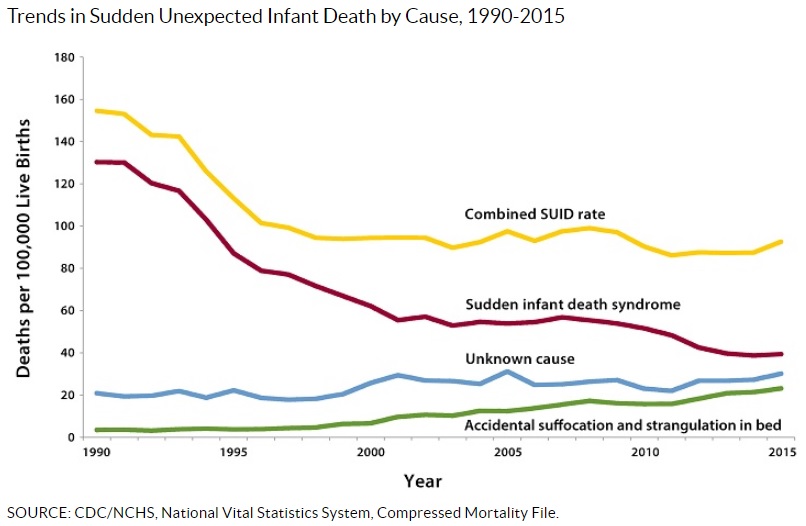 Trends in Sudden Unexpected Infant Death by Cause, 1990-2015
180
160
140
120
100
80
60
40
20
0
Deaths per 100,000 Live Births
Combined SUID rate
Sudden infant death syndrome
Unknown cause
Accidental suffocation and strangulation in bed
1990
1995
2000
2005
2010
2015
Year
SOURCE: CDC/NCHS, National Vital Statistics System, Compressed Mortality File.